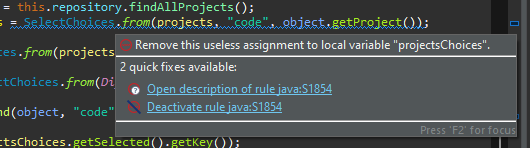 = this.repository.findAllProjects();
s = SelectChoices.from(projects, "code", object.getProject());
Remove this useless assignment to local variable "projectsChoices".
ices.from(projects
2 quick fixes available:
ctChoices.from(Di
Open description of rule java:S1854
Deactivate rule java:S1854
nd(object, "code"
Press 'F2' for focus
ctsChoices.getSelected().getKey());